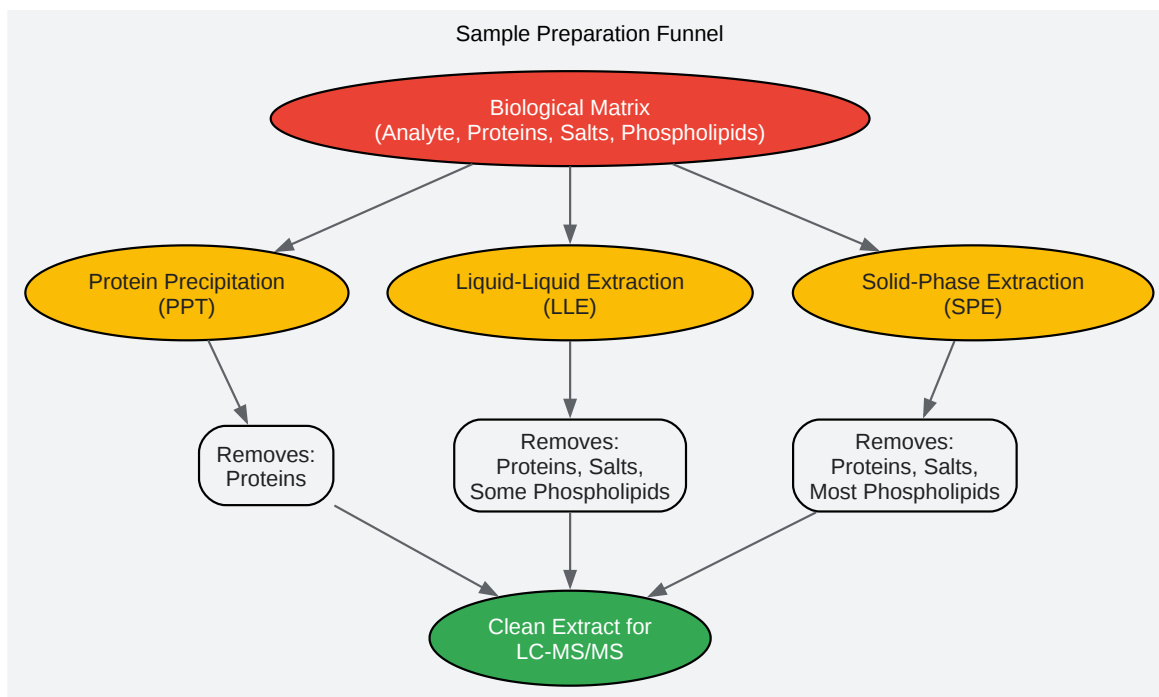 Sample Preparation Funnel
Biological Matrix
(Analyte, Proteins, Salts, Phospholipids)
Protein Precipitation
(PPT)
Liquid-Liquid Extraction
(LLE)
Solid-Phase Extraction
(SPE)
Removes:
Proteins
Removes:
Proteins, Salts,
Some Phospholipids
Removes:
Proteins, Salts,
Most Phospholipids
Clean Extract for
LC-MS/MS